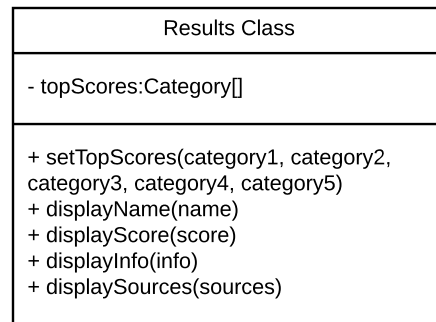 Results Class
- topScores:Category[]
+ setTopScores(category1, category2,
category3, category4, category5)
+ displayName(name)
+ displayScore(score)
+ displayInfo(info)
+ displaySources(sources)